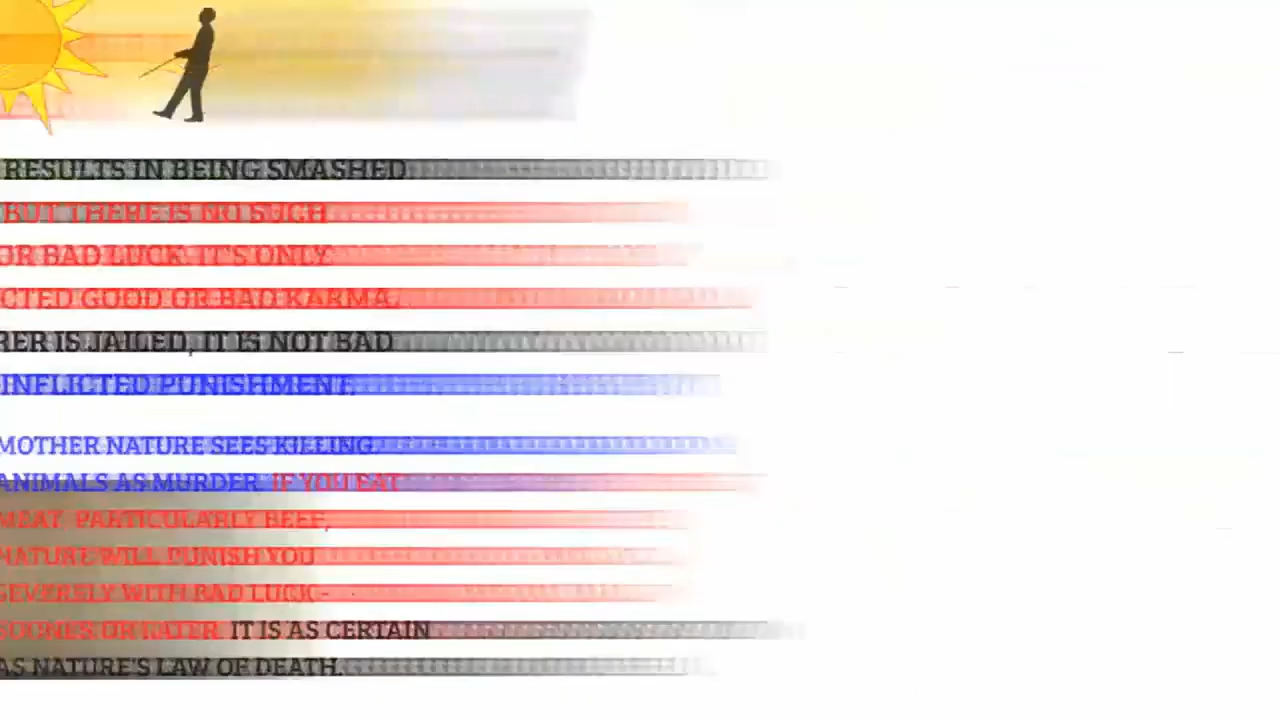 RESULTS IN BEING SMASHED.
BUT THERE IS NO SUCH
OR BAD LUCK. IT'S ONLY
CTED GOOD OR BAD KARMA.
RER IS JAILED, IT IS NOT BAD
INFLICTED PUNISHMENT.
MOTHER NATURE SEES KILLING
ANIMALS AS MURDER. IF YOU EAT
MEAT, PARTICULARLY BEEF,
NATURE WILL PUNISH YOU
SEVERSLY WITH BAD LUCK-
SOONES OR LATER. IT IS AS CERTAIN
AS NATURE'S LAW OF DEATH.